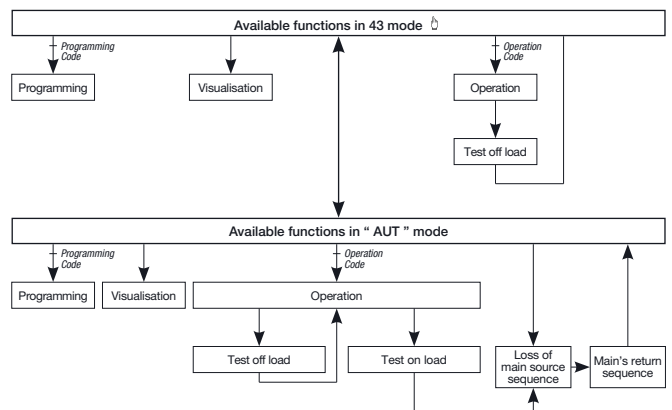 Available functions in 43 mode
Programming
Code
Operation
Code
Programming
Visualisation
Operation
Test off load
Available functions in “ AUT ” mode
Programming
Code
Operation
Code
Programming
Visualisation
Operation
Test off load
Test on load
Loss of
main source
sequence
Main's return
sequence